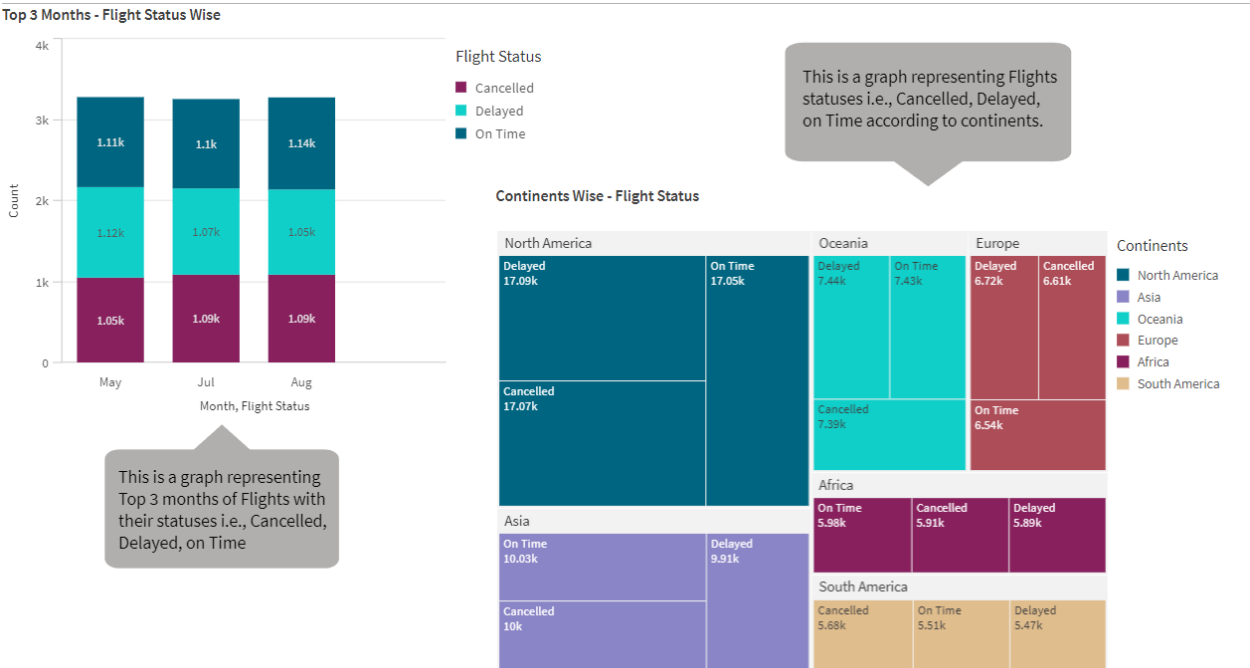 Top 3 Months - Flight Status Wise
4k
3k
2k
1k
0
Count
1.11k
1.1k
1.14k
1.12k
1.07k
1.05k
1.05k
1.09k
1.09k
May
Jul
Aug
Month, Flight Status
Flight Status
Cancelled
Delayed
On Time
This is a graph representing
Top 3 months of Flights with
their statuses i.e., Cancelled,
Delayed, on Time
This is a graph representing Flights
statuses i.e., Cancelled, Delayed,
on Time according to continents.
Continents Wise - Flight Status
North America
Delayed
17.09k
On Time
17.05k
Cancelled
17.07k
Asia
On Time
10.03k
Delayed
9.91k
Cancelled
10k
Oceania
Delayed
7.44k
On Time
7.43k
Cancelled
7.39k
Europe
Delayed
6.72k
Cancelled
6.61k
On Time
6.54k
Africa
On Time
5.98k
Cancelled
5.91k
Delayed
5.89k
South America
Cancelled
5.68k
On Time
5.51k
Delayed
5.47k
Continents
North America
Asia
Oceania
Europe
Africa
South America